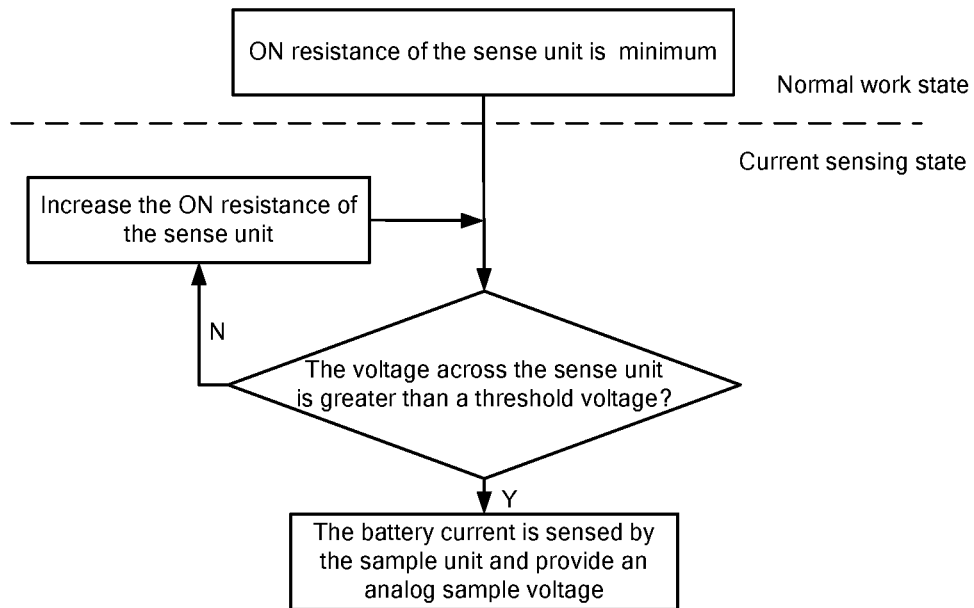 ON resistance of the sense unit is minimum
Normal work state
Current sensing state
Increase the ON resistance of
the sense unit
N
The voltage across the sense unit
is greater than a threshold voltage?
Y
The battery current is sensed by
the sample unit and provide an
analog sample voltage